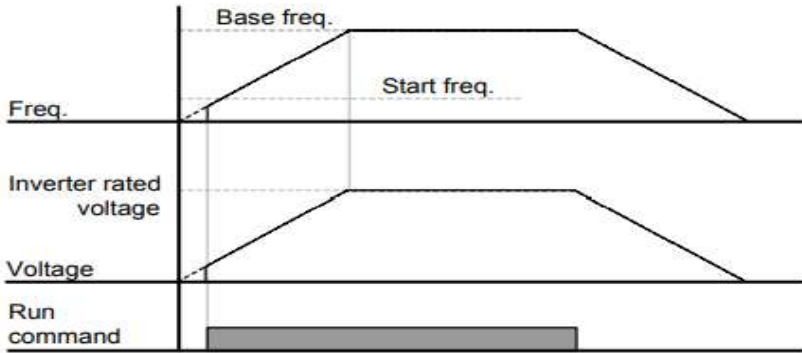 Base freq.
Start freq.
Freq.
Inverter rated
voltage
Voltage
Run
command